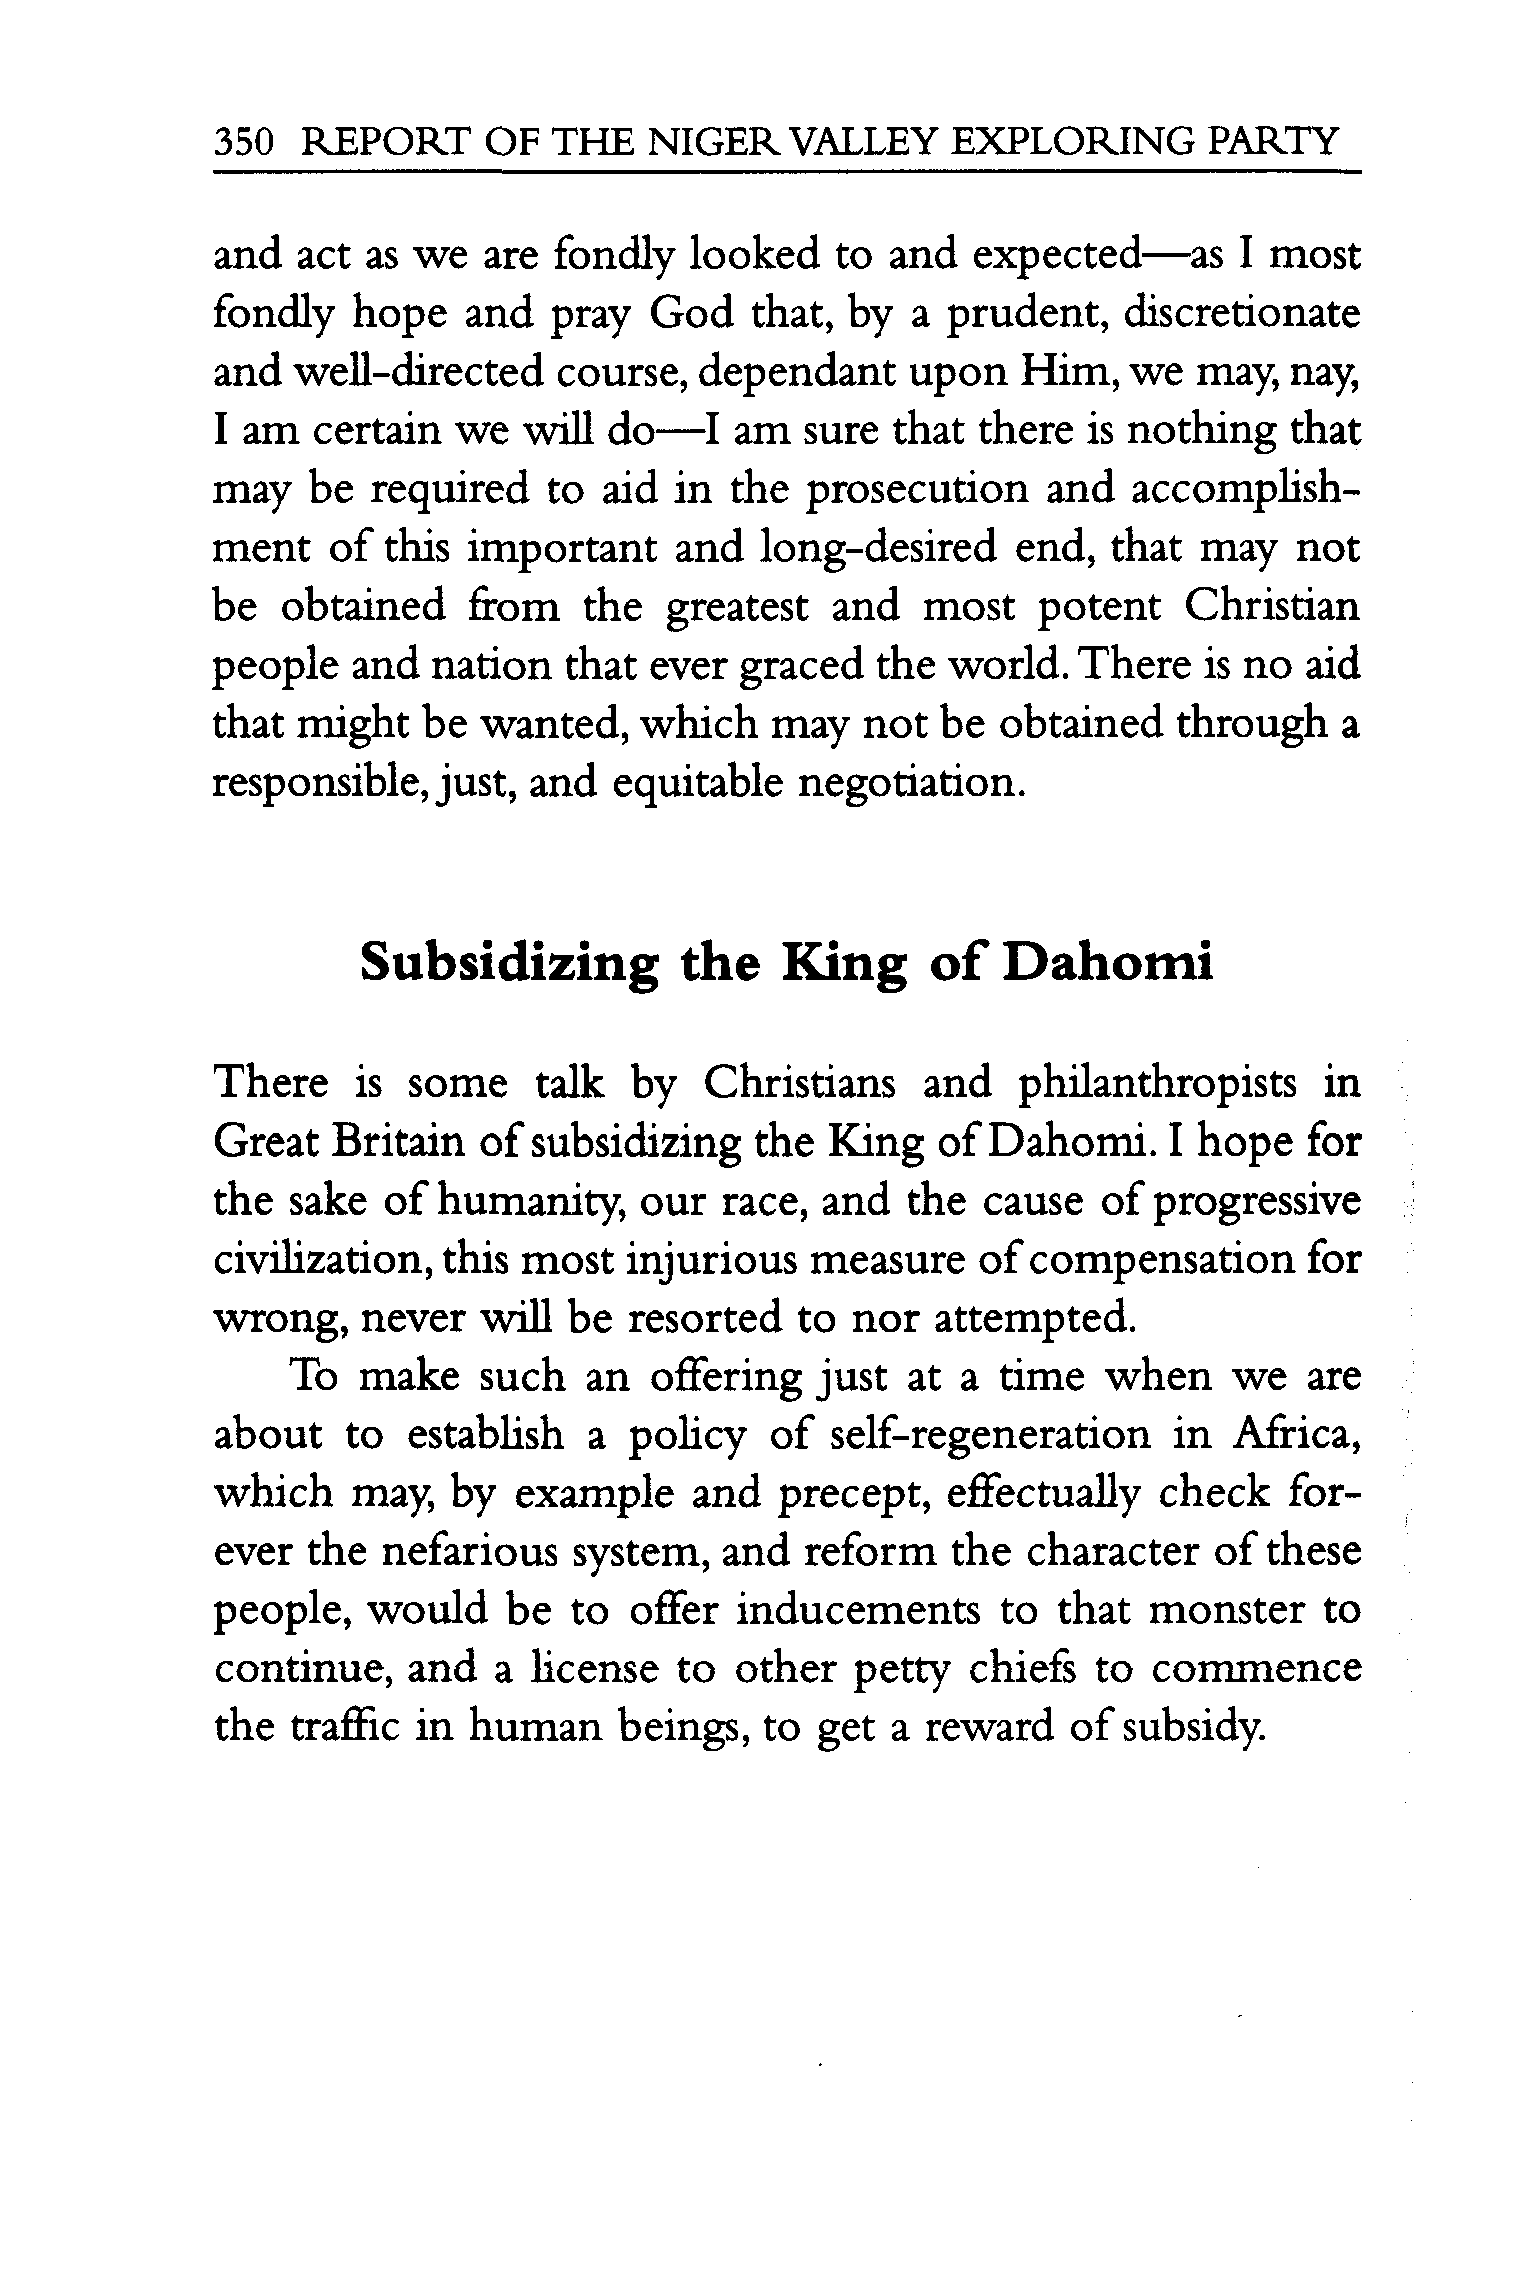 350 REPORT OF THE NIGER VALLEY EXPLORING PARTY
and act as we are fondly looked to and expected—as I most
fondly hope and pray God that, by a prudent, discretionate
and well-directed course, dependant upon Him, we may, nay,
I am certain we will do—I am sure that there is nothing that
may be required to aid in the prosecution and accomplish-
ment of this important and long-desired end, that may not
be obtained from the greatest and most potent Christian
people and nation that ever graced the world. There is no aid
that might be wanted, which may not be obtained through a
responsible, just, and equitable negotiation.
Subsidizing the King of Dahomi
There is some talk by Christians and philanthropists in
Great Britain of subsidizing the King of Dahomi. I hope for
the sake of humanity, our race, and the cause of progressive
civilization, this most injurious measure of compensation for
wrong, never will be resorted to nor attempted.
To make such an offering just at a time when we are
about to establish a policy of self-regeneration in Africa,
which may, by example and precept, effectually check for-
ever the nefarious system, and reform the character of these
people, would be to offer inducements to that monster to
continue, and a license to other petty chiefs to commence
the traffic in human beings, to get a reward of subsidy.